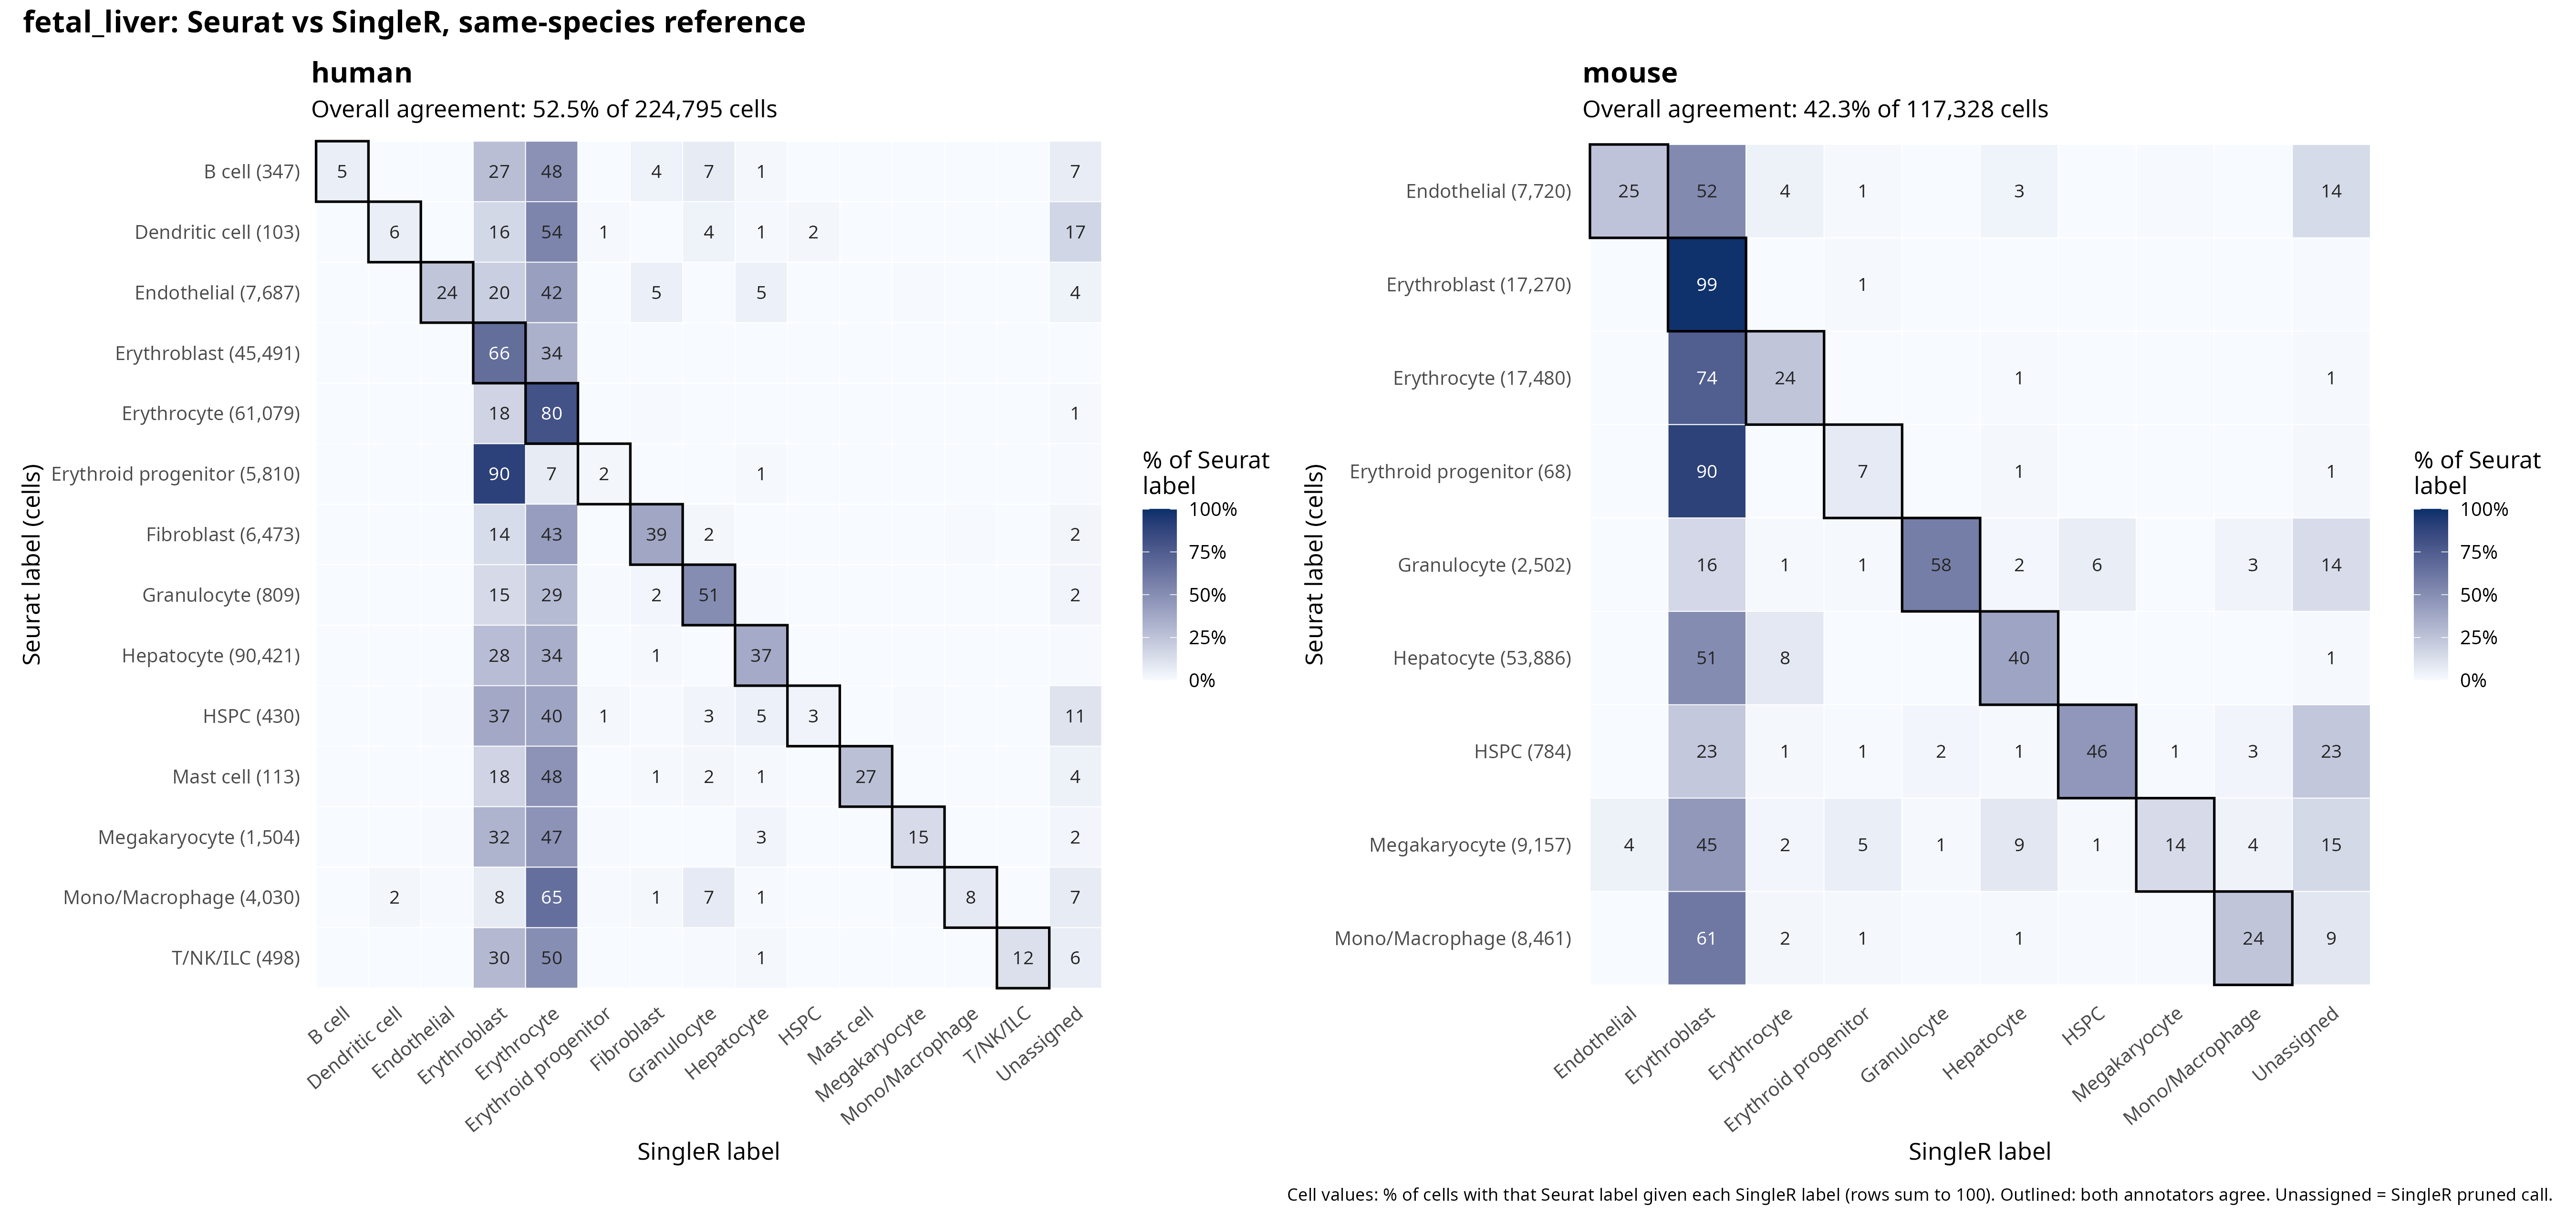 fetal_liver: Seurat vs SingleR, same-species reference
human
Overall agreement: 52.5% of 224,795 cells
Seurat label (cells)
B cell (347) 5 27 48 4 7 1 7
Dendritic cell (103) 6 16 54 1 4 1 2 17
Endothelial (7,687) 24 20 42 5 5 4
Erythroblast (45,491) 66 34
Erythrocyte (61,079) 18 80 1
Erythroid progenitor (5,810) 90 7 2 1
Fibroblast (6,473) 14 43 39 2 2
Granulocyte (809) 15 29 2 51 2
Hepatocyte (90,421) 28 34 1 37
HSPC (430) 37 40 1 3 5 3 11
Mast cell (113) 18 48 1 2 1 27 4
Megakaryocyte (1,504) 32 47 3 15 2
Mono/Macrophage (4,030) 2 8 65 1 7 1 8 7
T/NK/ILC (498) 30 50 1 12 6
B cell
Dendritic cell
Endothelial
Erythroblast
Erythrocyte
Erythroid progenitor
Fibroblast
Granulocyte
Hepatocyte
HSPC
Mast cell
Megakaryocyte
Mono/Macrophage
T/NK/ILC
Unassigned
SingleR label
% of Seurat
label
100%
75%
50%
25%
0%
mouse
Overall agreement: 42.3% of 117,328 cells
Seurat label (cells)
Endothelial (7,720) 25 52 4 1 3 14
Erythroblast (17,270) 99 1
Erythrocyte (17,480) 74 24 1 1
Erythroid progenitor (68) 90 7 1 1
Granulocyte (2,502) 16 1 1 58 2 6 3 14
Hepatocyte (53,886) 51 8 40 1
HSPC (784) 23 1 1 2 1 46 1 3 23
Megakaryocyte (9,157) 4 45 2 5 1 9 1 14 4 15
Mono/Macrophage (8,461) 61 2 1 1 24 9
Endothelial
Erythroblast
Erythrocyte
Erythroid progenitor
Granulocyte
Hepatocyte
HSPC
Megakaryocyte
Mono/Macrophage
Unassigned
SingleR label
% of Seurat
label
100%
75%
50%
25%
0%
Cell values: % of cells with that Seurat label given each SingleR label (rows sum to 100). Outlined: both annotators agree. Unassigned = SingleR pruned call.